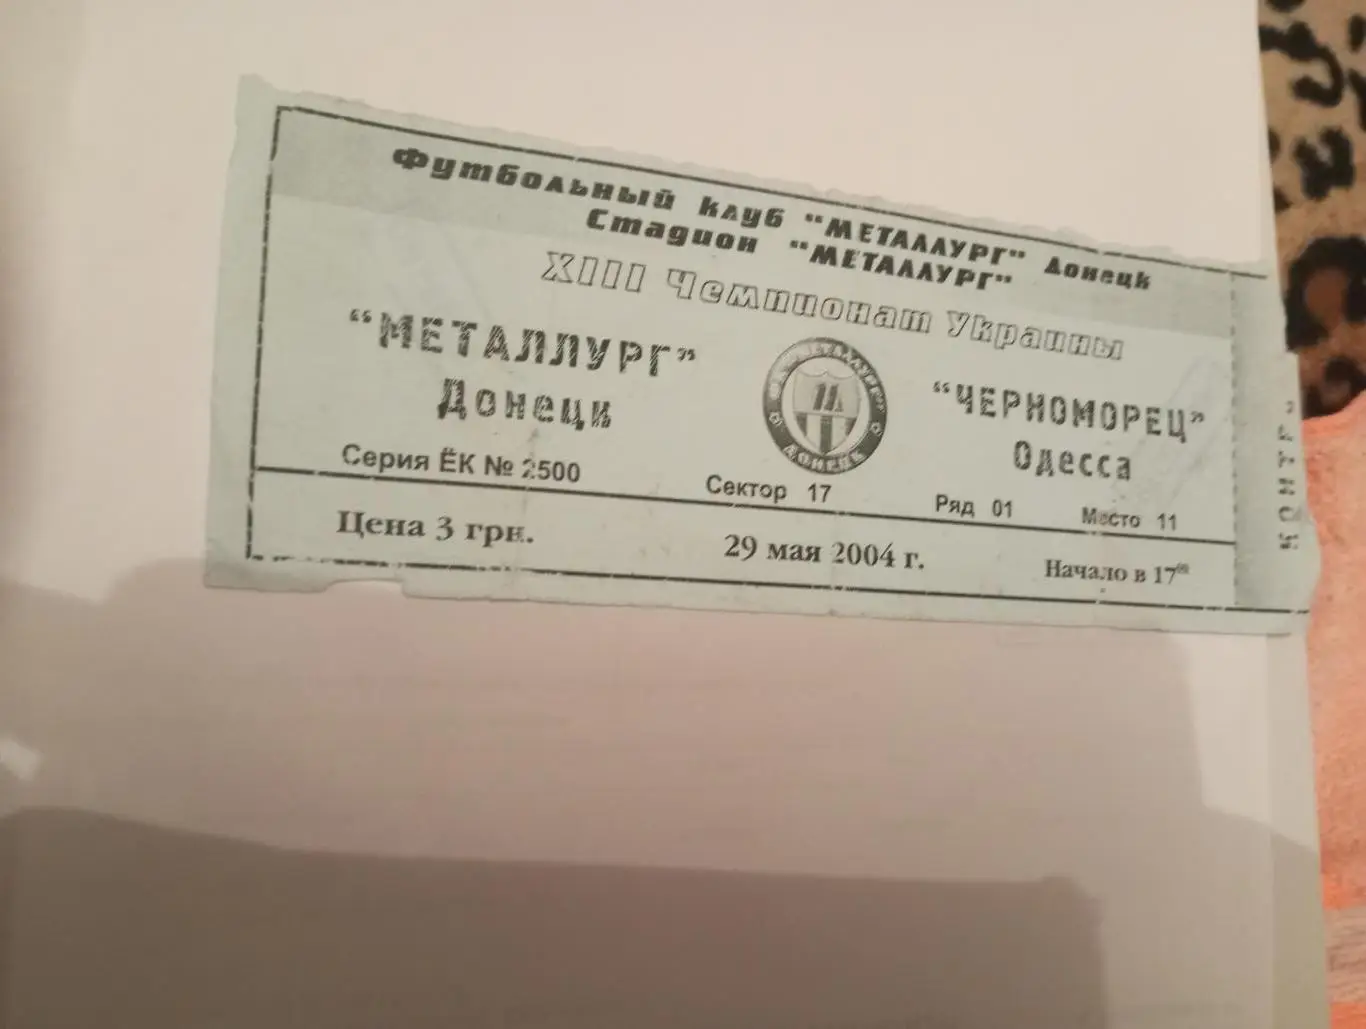 Футбольный клуб "МЕТАЛЛУРГ" Донецк
Стадион "МЕТАЛЛУРГ"
XIII Чемпионат Украины
"МЕТАЛЛУРГ"
Донецк
"ЧЕРНОМОРЕЦ"
Одесса
Серия ЁК № 2500
Сектор 17
Ряд 01
Место 11
Цена 3 грн.
29 мая 2004 г.
Начало в 17⁰⁰
ДОНЕЦК